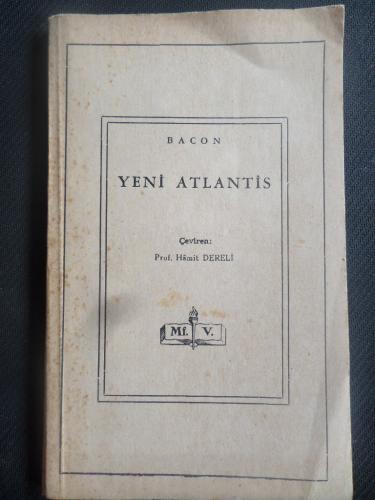 BACON
YENİ ATLANTİS
Çeviren:
Prof. Hâmit DERELİ
Mf. V.